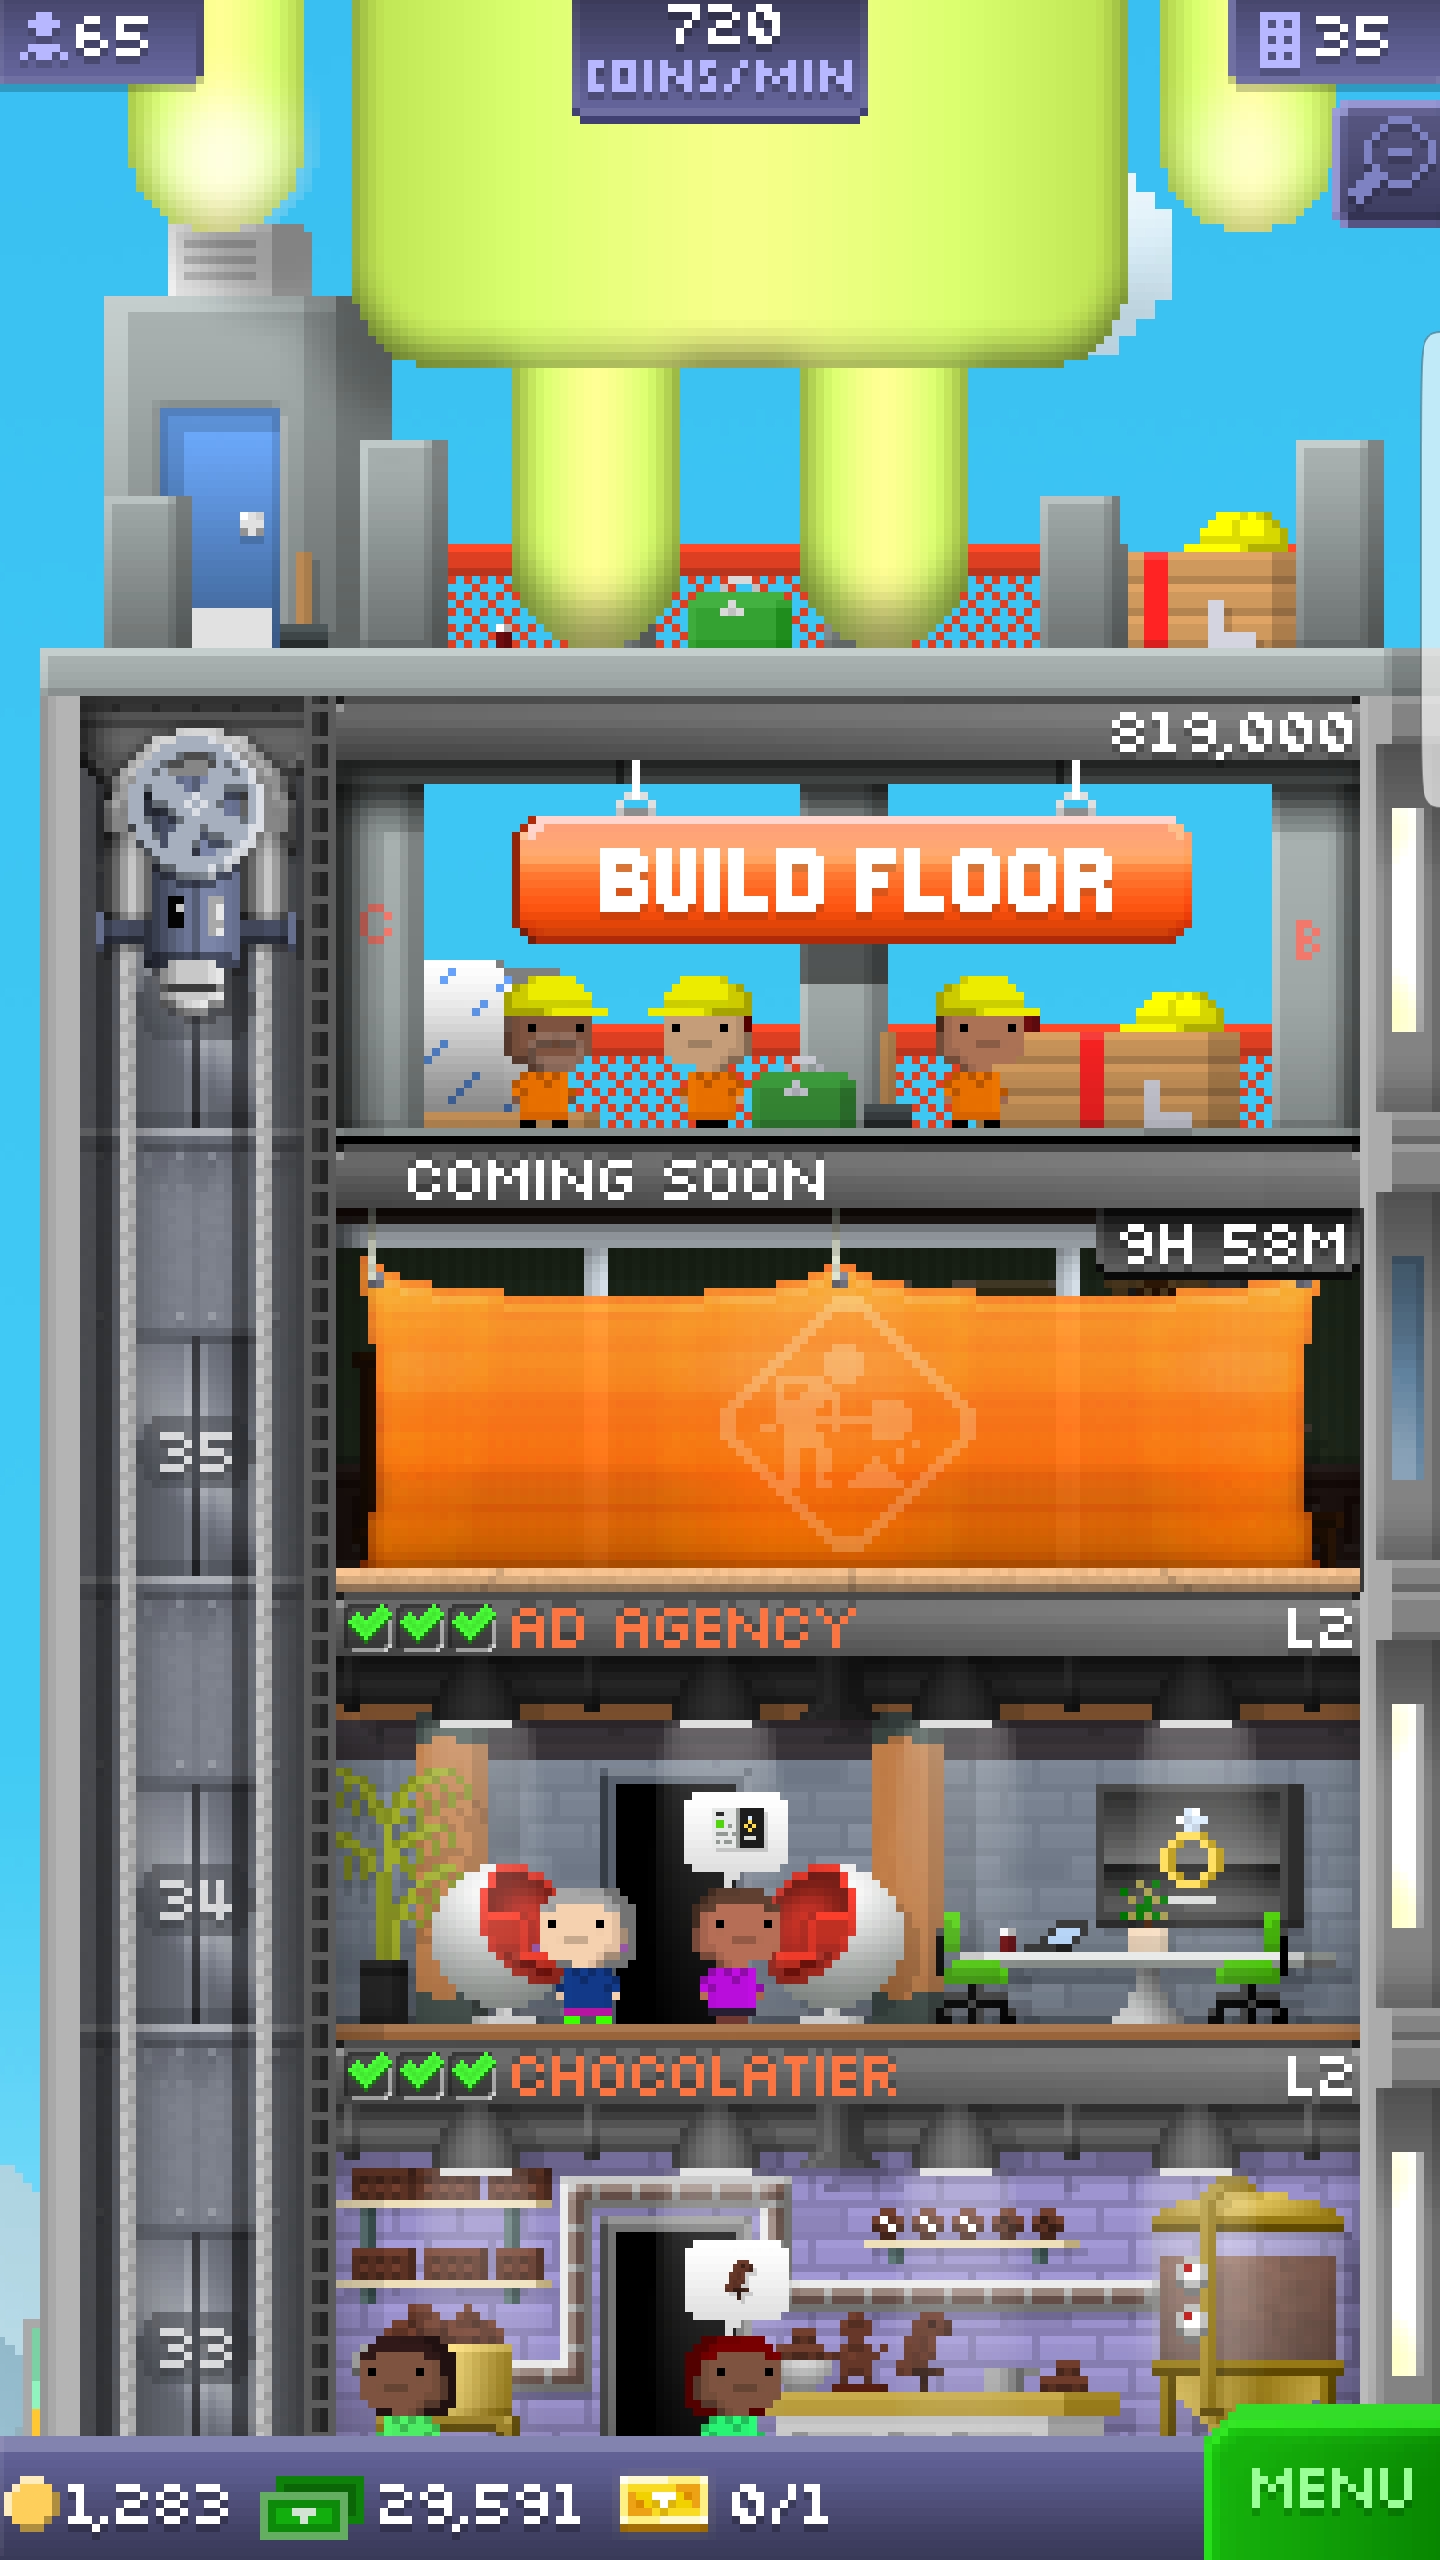 65
720
COINS/MIN
35
819,000
BUILD FLOOR
C
B
COMING SOON
9H 58M
35
AD AGENCY L2
34
CHOCOLATIER L2
33
1,283 29,591 0/1
MENU